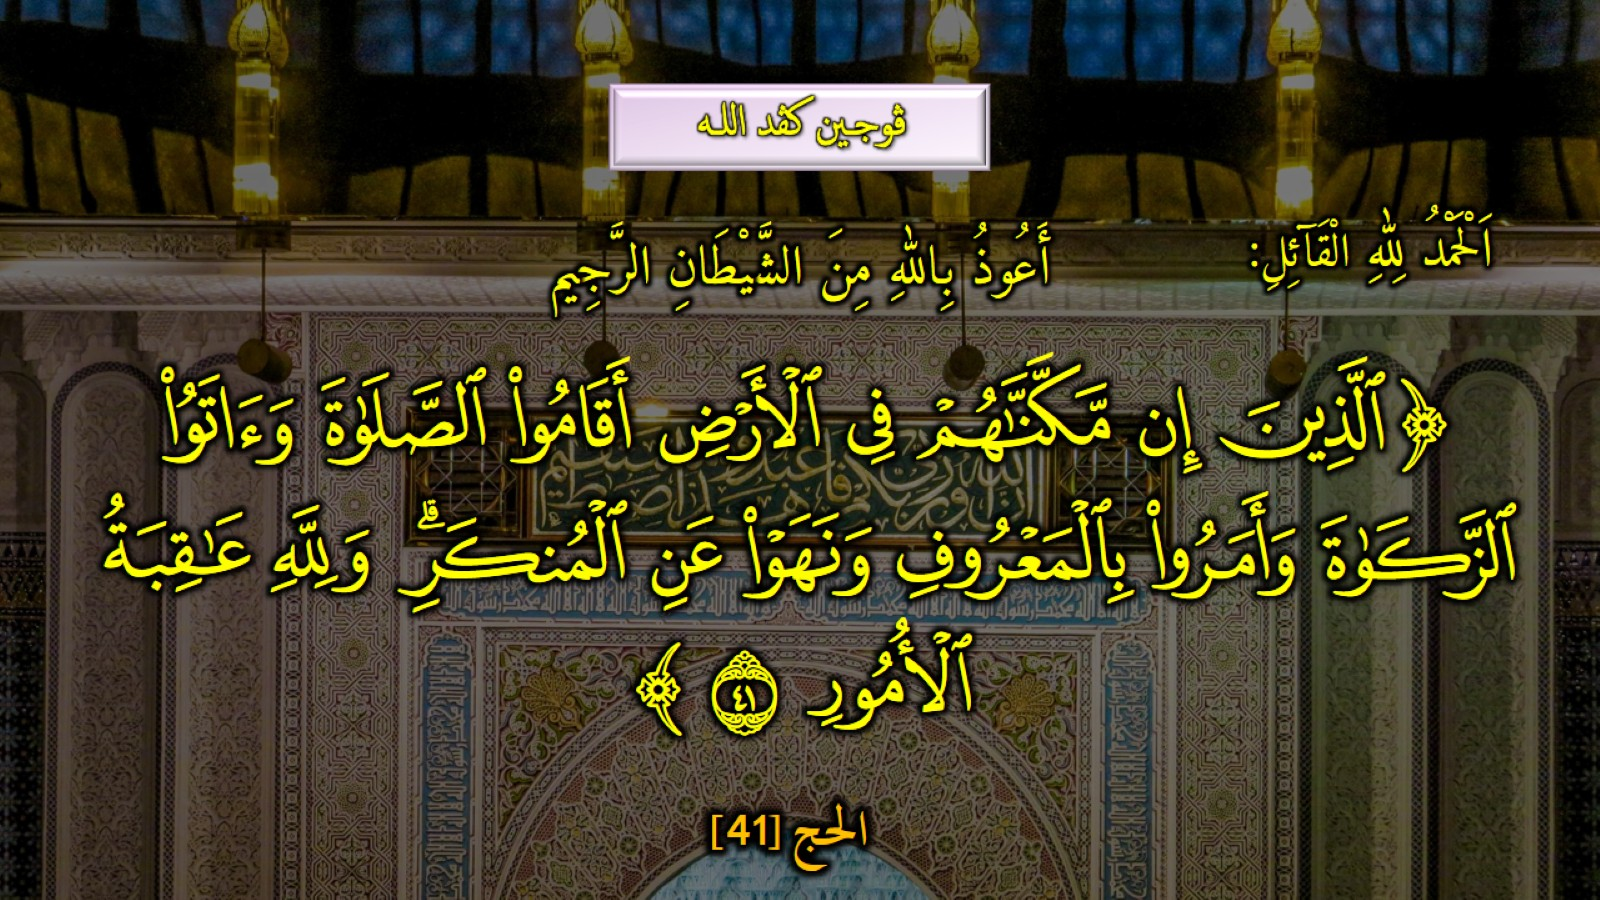 ڤوجين كڤد الله
اَلْحَمْدُ لِلّٰهِ الْقَآئِلِ:
أَعُوذُ بِاللّٰهِ مِنَ الشَّيْطَانِ الرَّجِيمِ
﴿ٱلَّذِينَ إِن مَّكَّنَّٰهُمْ فِي ٱلْأَرْضِ أَقَامُوا۟ ٱلصَّلَوٰةَ وَءَاتَوُا۟
ٱلزَّكَوٰةَ وَأَمَرُوا۟ بِٱلْمَعْرُوفِ وَنَهَوْا۟ عَنِ ٱلْمُنكَرِ ۗ وَلِلَّهِ عَٰقِبَةُ
ٱلْأُمُورِ ٤١ ﴾
الحج [41]